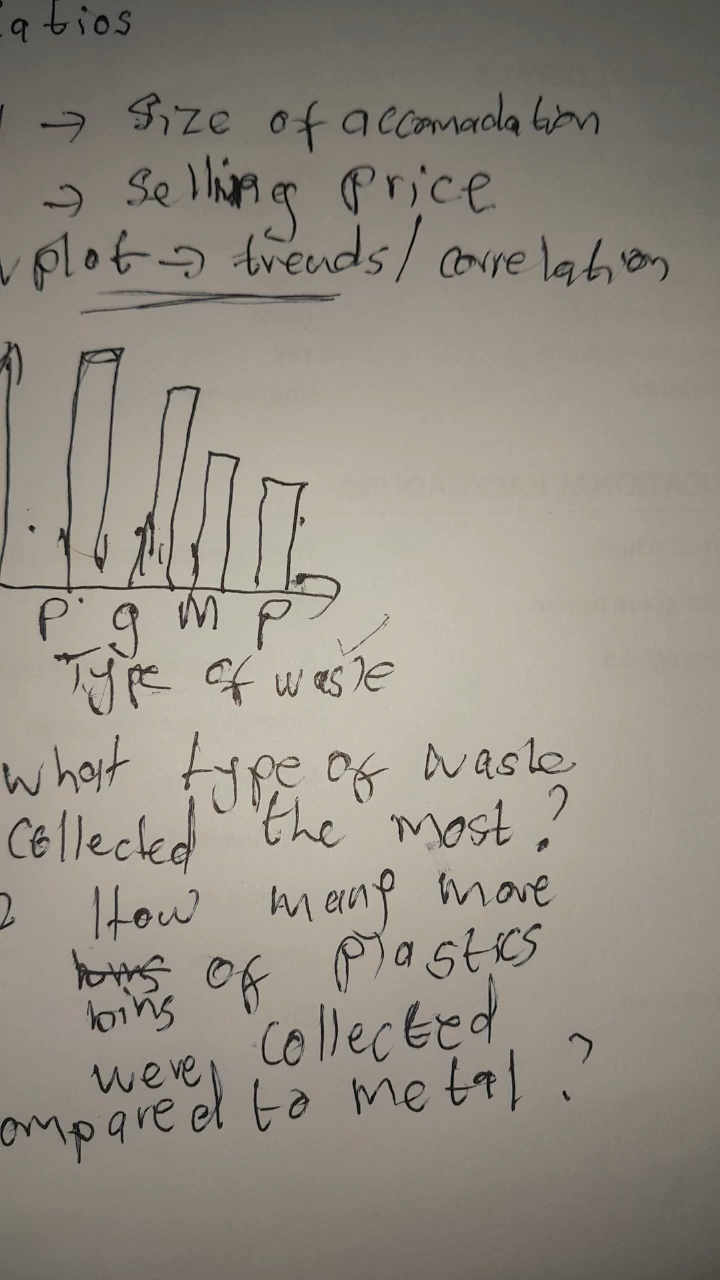 atios
→ Size of accomadation
→ Selling Price
plot → trends / correlation
P g M P
Type of waste
what type of waste
collected the most?
2 How many more
bins of plastics
were collected
ompared to metal?